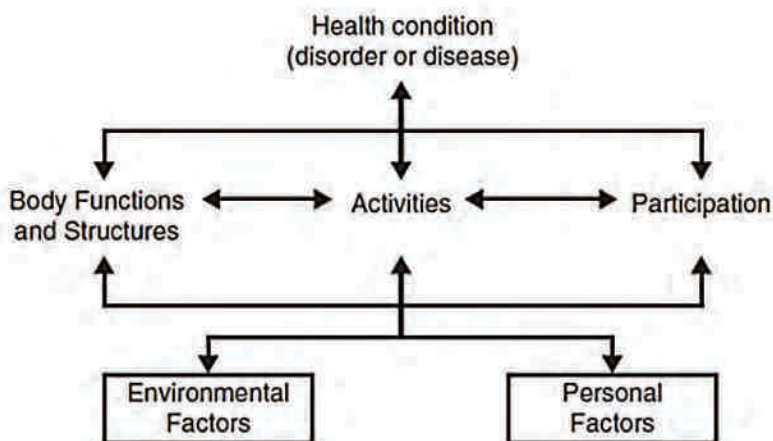 Health condition
(disorder or disease)
Body Functions
and Structures
Activities
Participation
Environmental
Factors
Personal
Factors